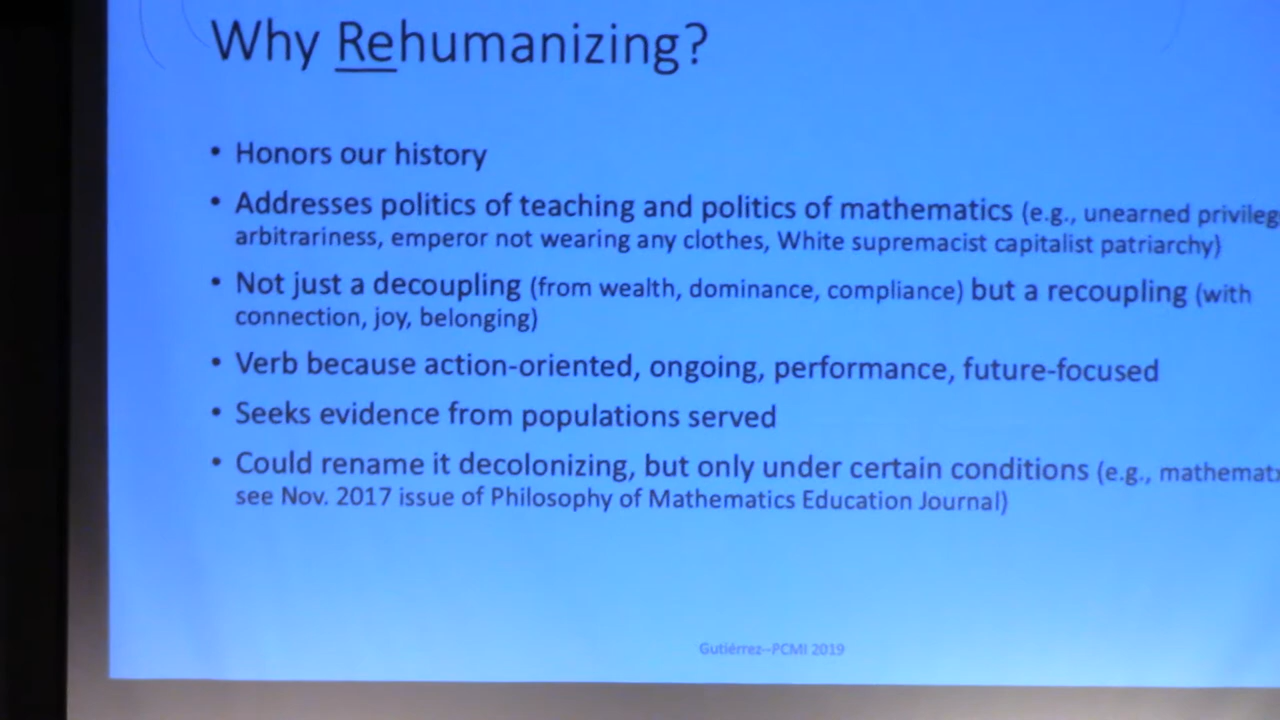 Why Rehumanizing?
• Honors our history
• Addresses politics of teaching and politics of mathematics (e.g., unearned
arbitrariness, emperor not wearing any clothes, White supremacist capitalist patriarchy)
• Not just a decoupling (from wealth, dominance, compliance) but a recoupling (with
connection, joy, belonging)
• Verb because action-oriented, ongoing, performance, future-focused
• Seeks evidence from populations served
• Could rename it decolonizing, but only under certain conditions (e.g.,
see Nov. 2017 issue of Philosophy of Mathematics Education Journal)
Gutiérrez--PCMI 2019